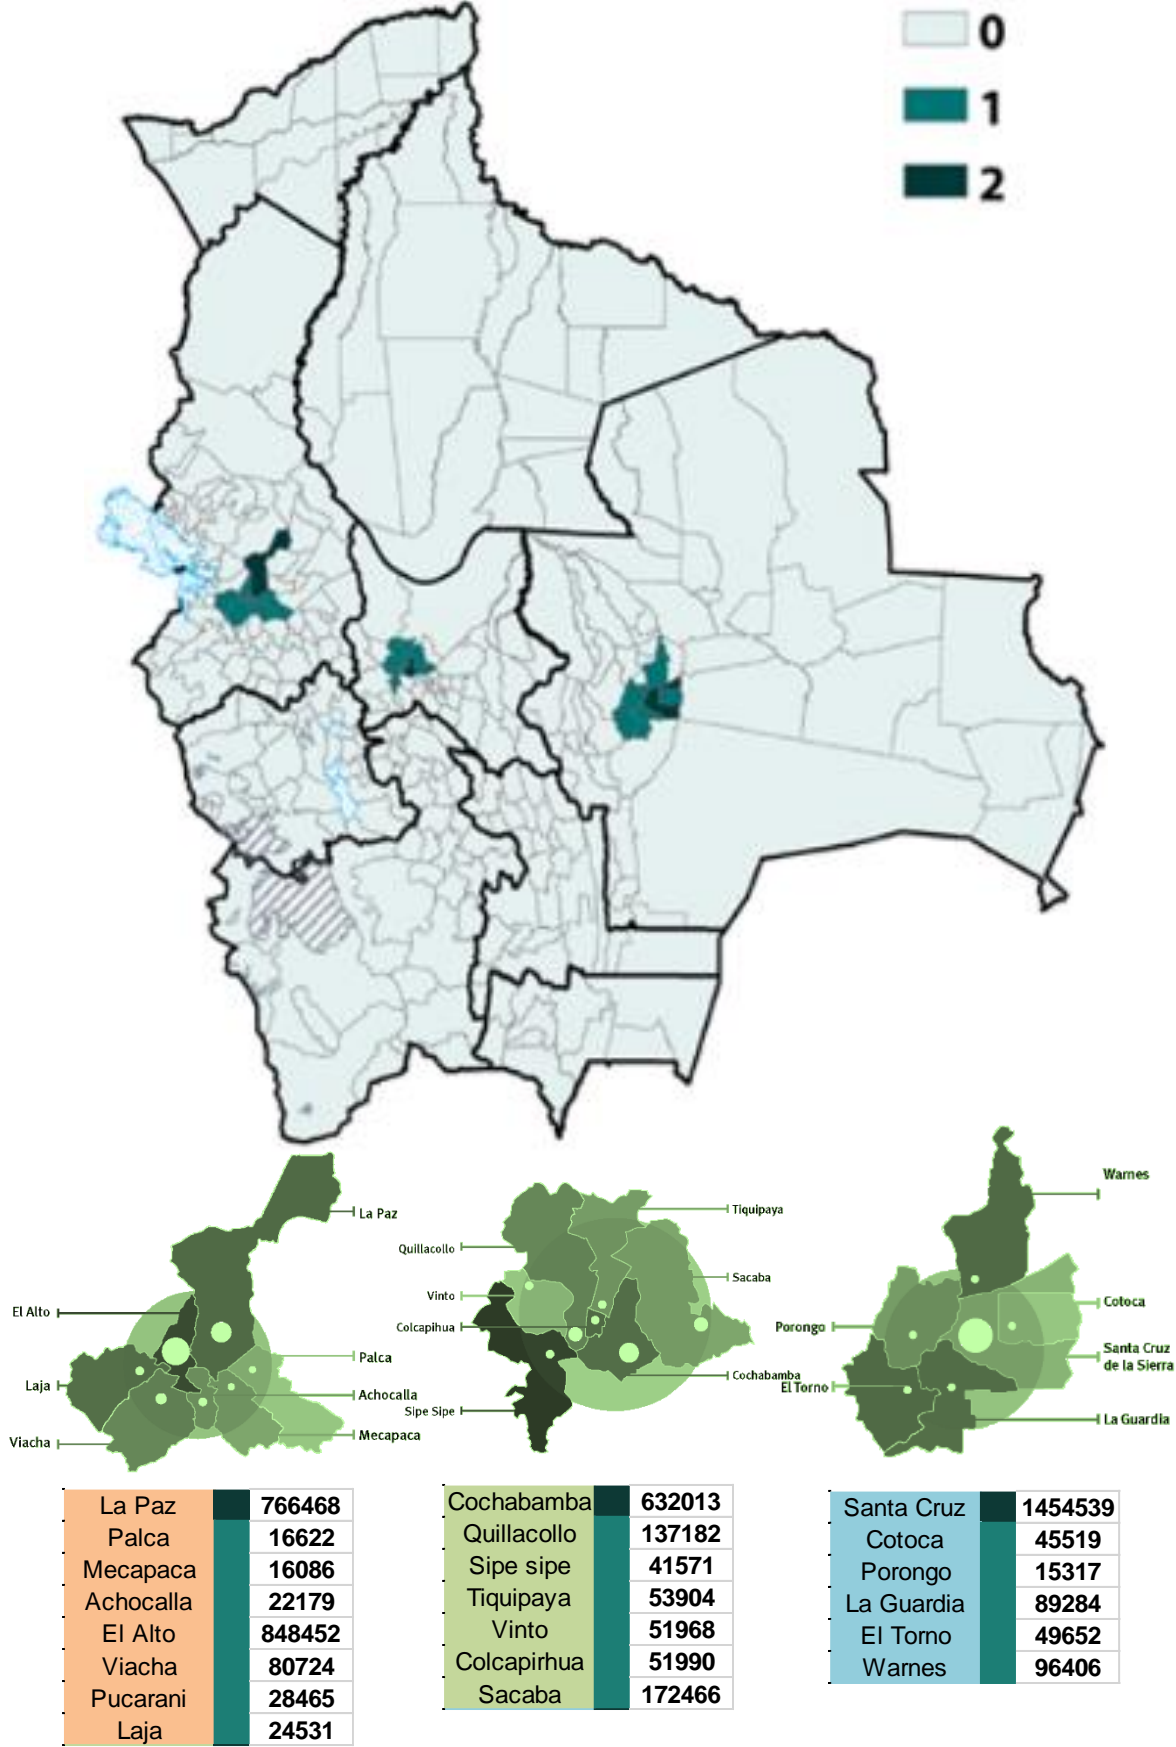 0
1
2
La Paz
El Alto
Laja
Viacha
Palca
Achocalla
Mecapaca
Quillacollo
Vinto
Colcapihua
Sipe Sipe
Tiquipaya
Sacaba
Cochabamba
Warnes
Porongo
El Torno
Cotoca
Santa Cruz
de la Sierra
La Guardia
La Paz 766468
Palca 16622
Mecapaca 16086
Achocalla 22179
El Alto 848452
Viacha 80724
Pucarani 28465
Laja 24531
Cochabamba 632013
Quillacollo 137182
Sipe sipe 41571
Tiquipaya 53904
Vinto 51968
Colcapirhua 51990
Sacaba 172466
Santa Cruz 1454539
Cotoca 45519
Porongo 15317
La Guardia 89284
El Torno 49652
Warnes 96406